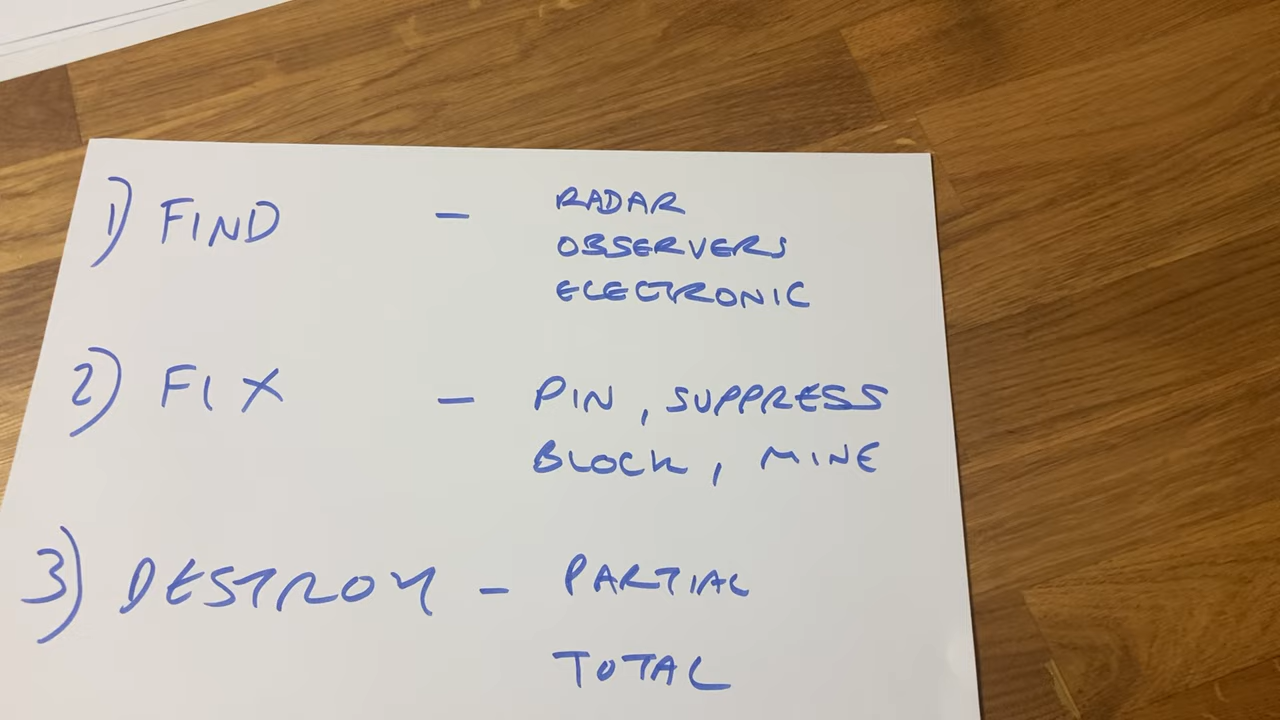 1) FIND - RADAR
OBSERVERS
ELECTRONIC
2) FIX - PIN, SUPPRESS
BLOCK, MINE
3) DESTROY - PARTIAL
TOTAL